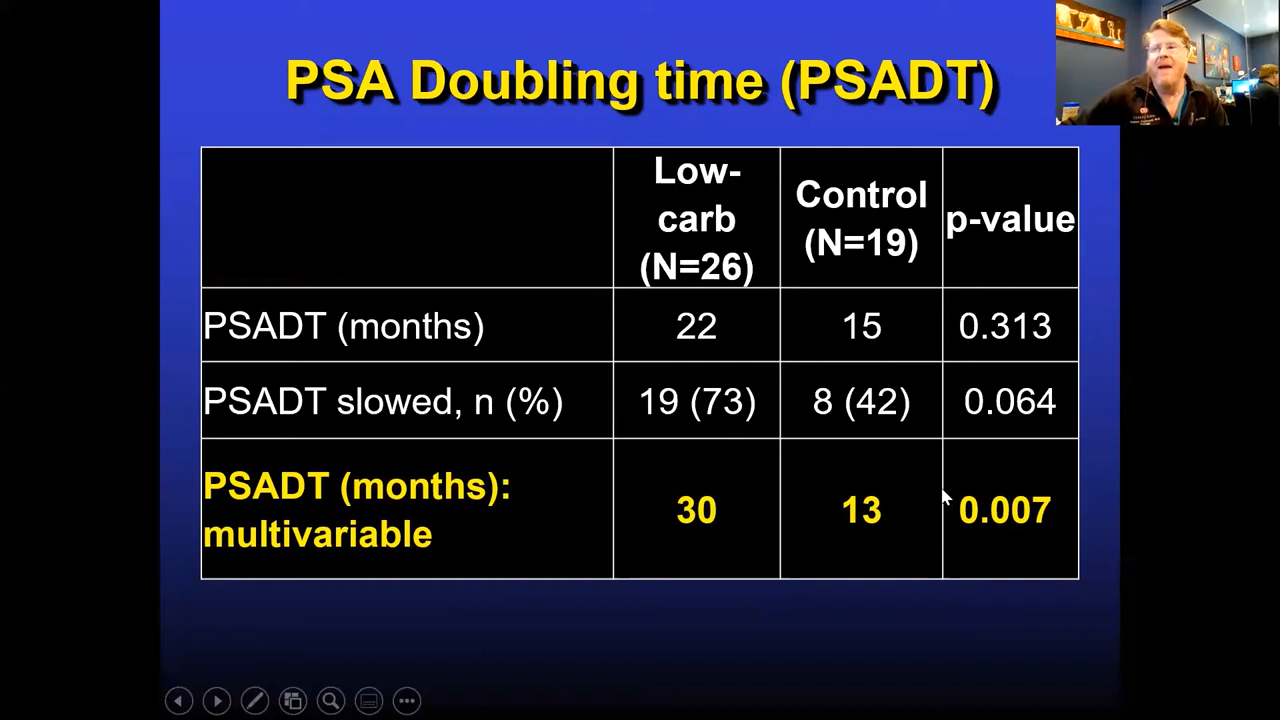 PSA Doubling time (PSADT)
Low-
carb
(N=26)
Control
(N=19)
p-value
PSADT (months) 22 15 0.313
PSADT slowed, n (%) 19 (73) 8 (42) 0.064
PSADT (months):
multivariable
30 13 0.007